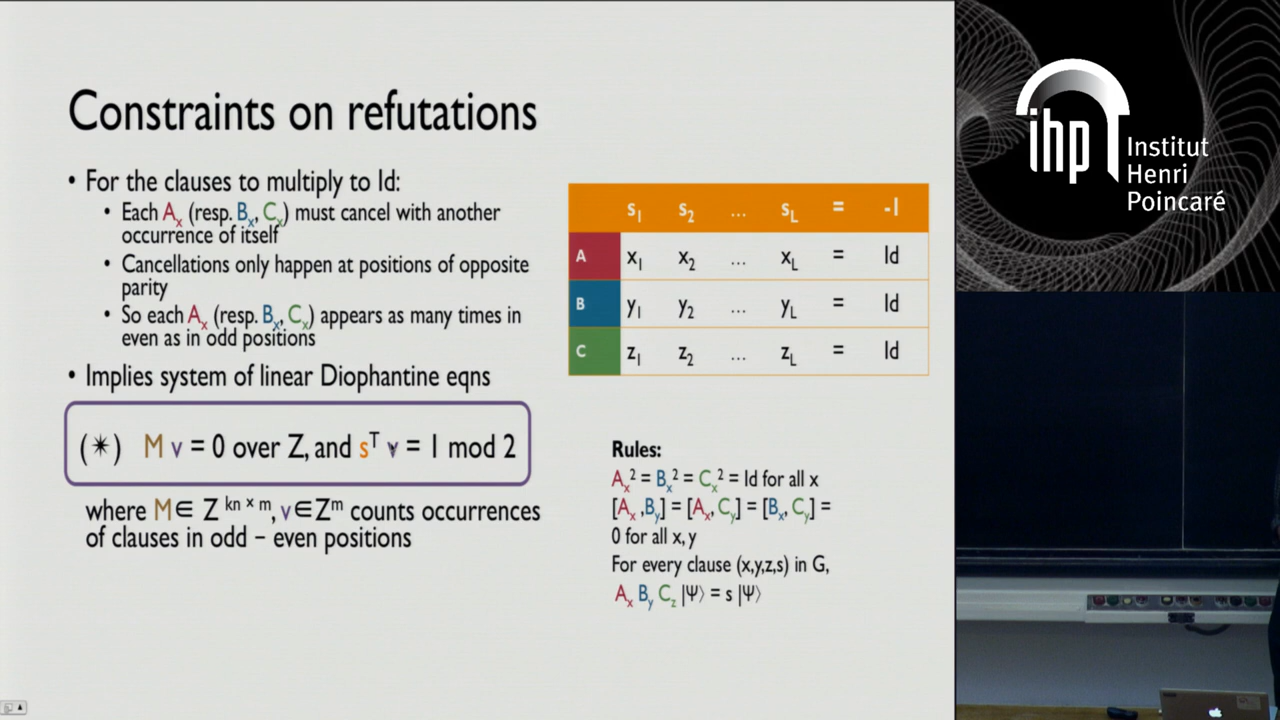 Constraints on refutations
• For the clauses to multiply to Id:
• Each Aₓ (resp. Bₓ, Cₓ) must cancel with another
occurrence of itself
• Cancellations only happen at positions of opposite
parity
• So each Aₓ (resp. Bₓ, Cₓ) appears as many times in
even as in odd positions
• Implies system of linear Diophantine eqns
(✶) M v = 0 over Z, and sᵀ v = 1 mod 2
where M ∈ Z ᵏⁿ ˣ ᵐ, v ∈ Zᵐ counts occurrences
of clauses in odd – even positions
s₁ s₂ ... s_L = -1
A x₁ x₂ ... x_L = Id
B y₁ y₂ ... y_L = Id
C z₁ z₂ ... z_L = Id
Rules:
Aₓ² = Bₓ² = Cₓ² = Id for all x
[Aₓ ,B_y] = [Aₓ, C_y] = [Bₓ, C_y] =
0 for all x, y
For every clause (x,y,z,s) in G,
Aₓ B_y C_z |Ψ⟩ = s |Ψ⟩
ihp
Institut
Henri
Poincaré